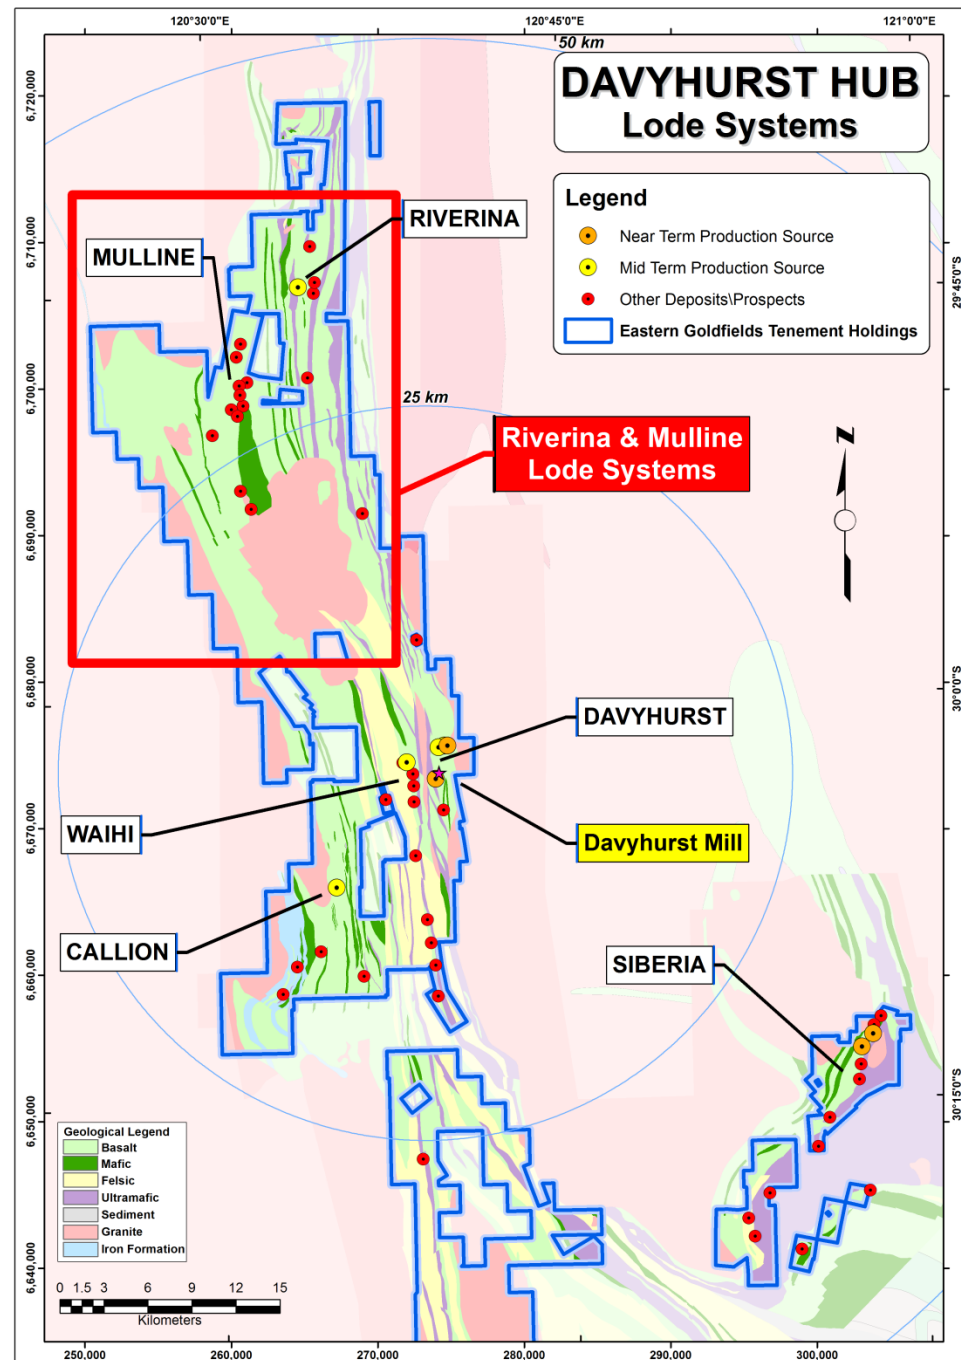 120°30'0"E
120°45'0"E
121°0'0"E
50 km
DAVYHURST HUB
Lode Systems
6,720,000
Legend
Near Term Production Source
Mid Term Production Source
Other Deposits\Prospects
Eastern Goldfields Tenement Holdings
RIVERINA
MULLINE
6,710,000
29°45'0"S
6,700,000
25 km
Riverina & Mulline
Lode Systems
Z
6,690,000
6,680,000
30°0'0"S
DAVYHURST
WAIHI
Davyhurst Mill
6,670,000
CALLION
SIBERIA
6,660,000
30°15'0"S
6,650,000
Geological Legend
Basalt
Mafic
Felsic
Ultramafic
Sediment
Granite
Iron Formation
6,640,000
0 1.5 3 6 9 12 15
Kilometers
250,000
260,000
270,000
280,000
290,000
300,000